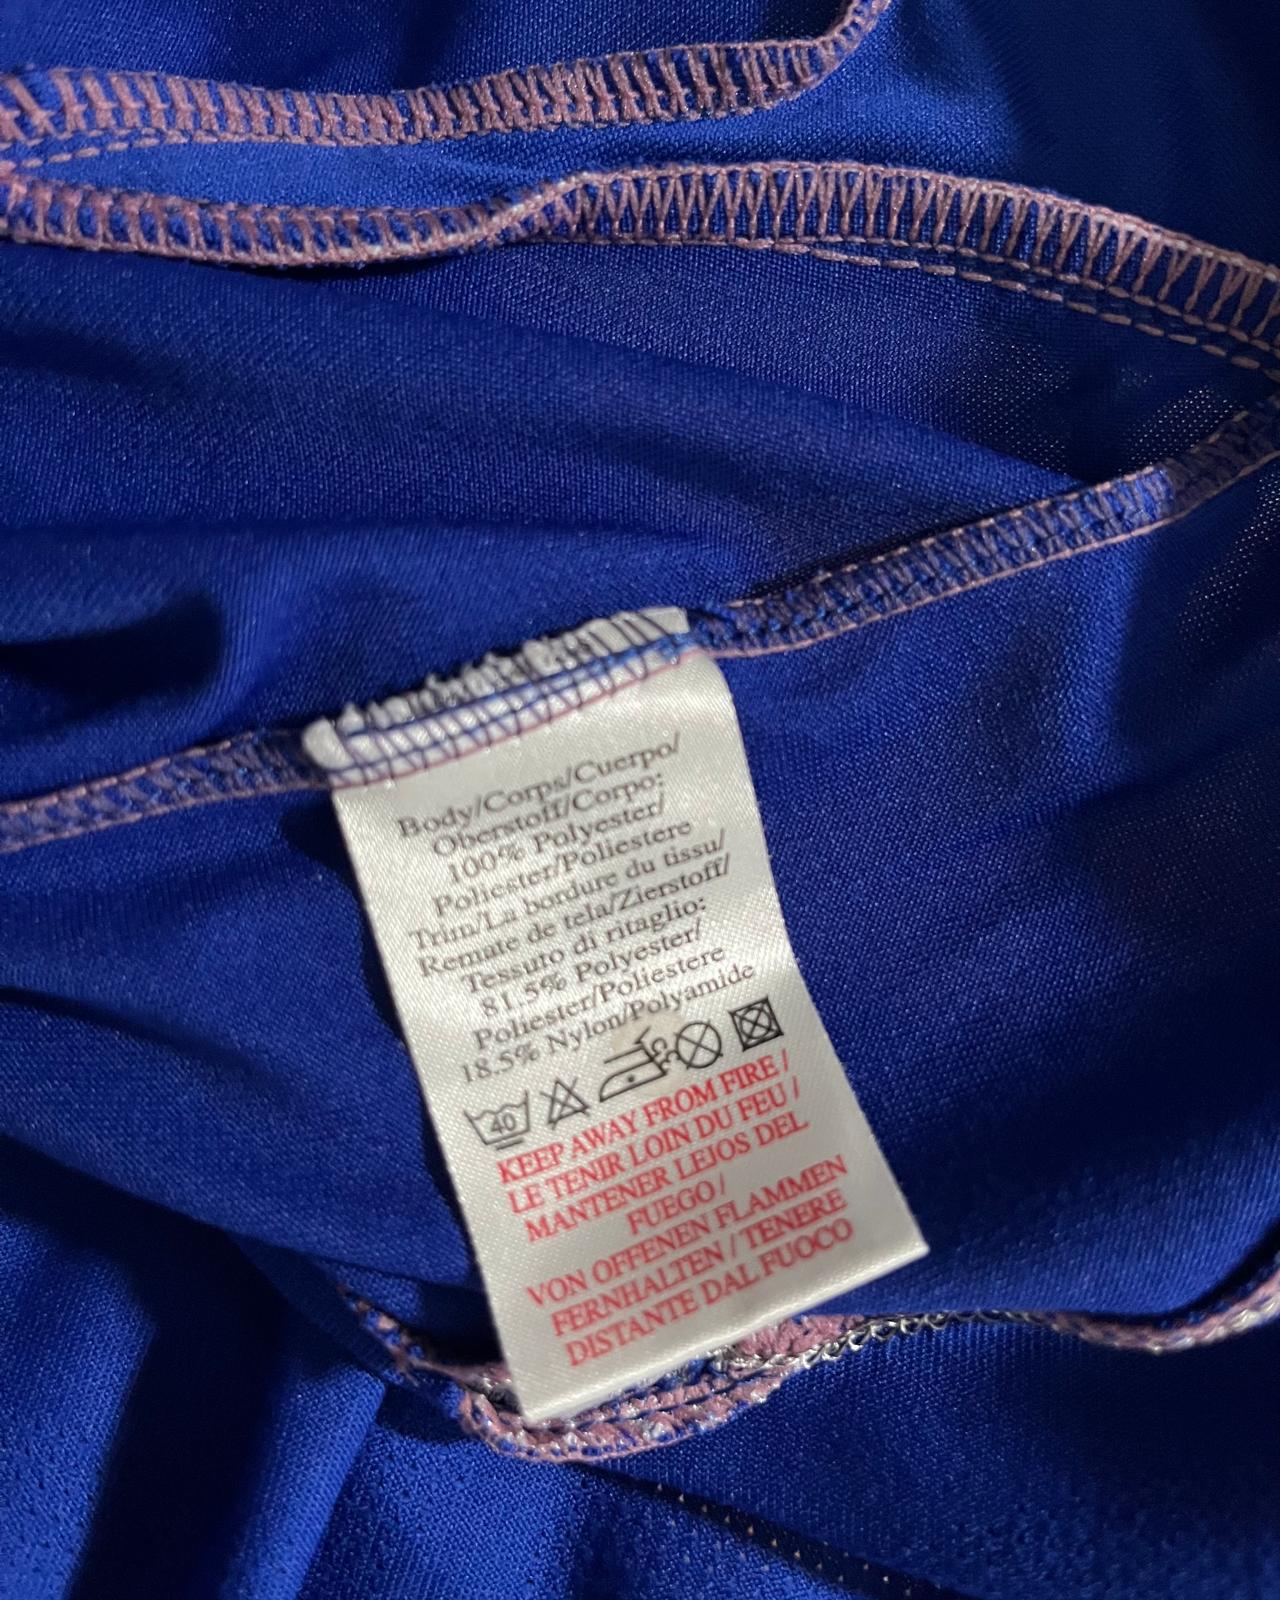 Body/Corps/Cuerpo/
Oberstoff/Corpo:
100% Polyester/
Poliester/Poliestere
Trim/La bordure du tissu/
Remate de tela/Zierstoff/
Tessuto di ritaglio:
81.5% Polyester/
Poliester/Poliestere
18.5% Nylon/Polyamide
40
KEEP AWAY FROM FIRE /
LE TENIR LOIN DU FEU /
MANTENER LEJOS DEL
FUEGO /
VON OFFENEN FLAMMEN
FERNHALTEN / TENERE
DISTANTE DAL FUOCO